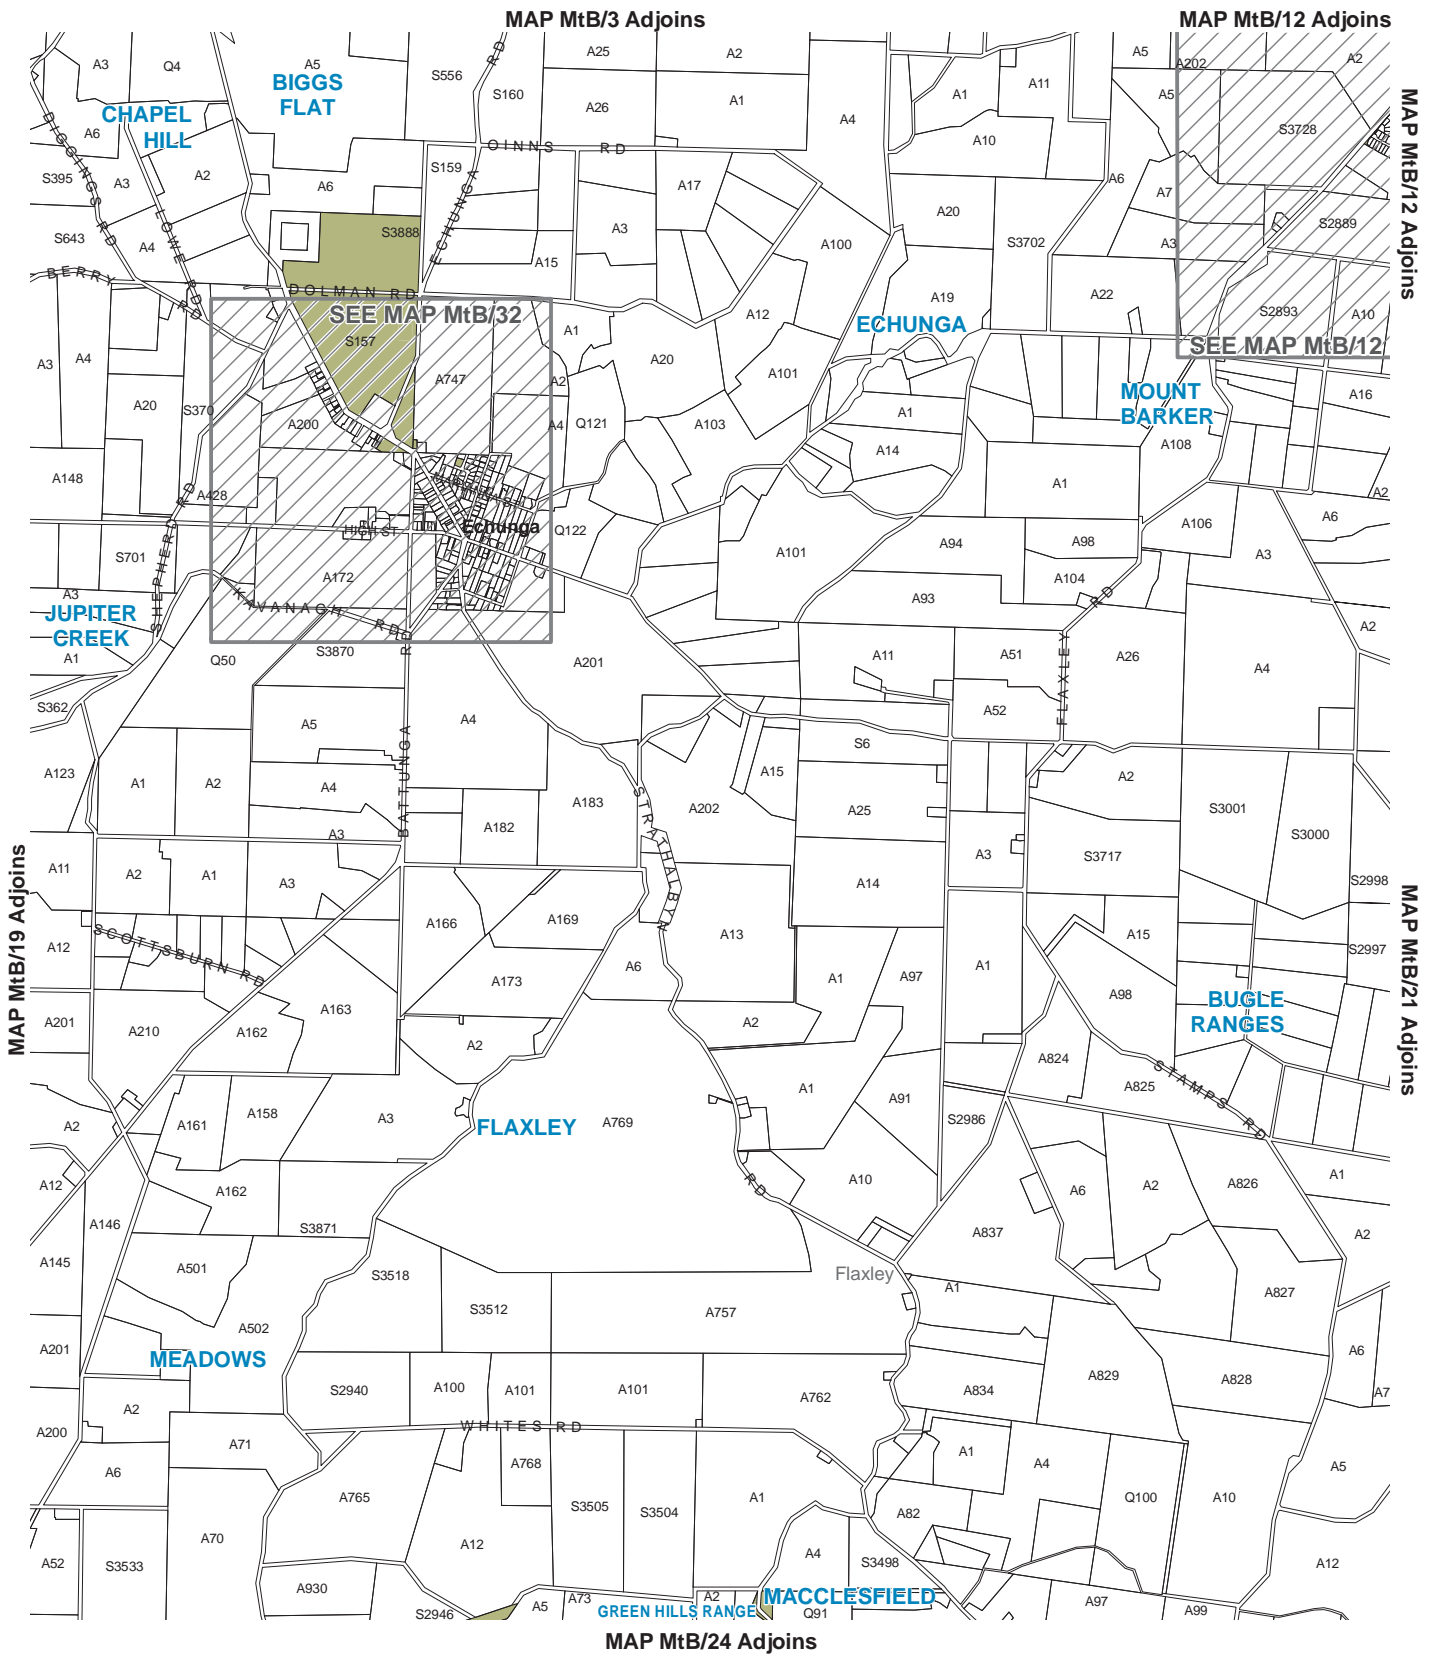 MAP MtB/3 Adjoins
MAP MtB/12 Adjoins
A3
Q4
A5
BIGGS
FLAT
S556
S160
RD
A25
A2
A26
A1
A4
A1
A11
A5
A202
A2
A5
S3728
CHAPEL
HILL
A6
DIGGINGS RD
S395
A3
A2
A6
S159
OINNS RD
A17
A10
A6
A7
MAP MtB/12 Adjoins
S643
A4
LONE RD
S3888
ECHUNGA
A3
A15
A100
A20
S3702
A3
S2889
BERRY RD
DOLMAN RD
SEE MAP MtB/32
A1
A12
A19
ECHUNGA
A22
S2893
A10
SEE MAP MtB/12
A3
A4
S157
A747
A2
A20
A101
MOUNT
BARKER
A16
A20
S370
A200
A4
Q121
A103
A1
A14
A108
A148
A428
A1
A2
SHEPHERD RD
HIGH ST
Echunga
Q122
A101
A94
A98
A106
A6
S701
A172
A104
A3
A3
JUPITER
CREEK
KAVANAGH RD
A93
RD
A2
A1
Q50
S3870
RD
A201
A11
A51
FLAXLEY
A26
A4
S362
A5
A4
BATTUNGA
A52
S6
A123
A1
A2
A4
A183
STRATHALBYN
A202
A15
A25
A2
S3001
S3000
A3
A182
A3
S3717
MAP MtB/19 Adjoins
A11
A2
A1
A3
A14
S2998
MAP MtB/21 Adjoins
A12
SCOTTSBURN RD
A166
A169
A13
A15
S2997
A173
A6
A1
A97
A1
A98
BUGLE
RANGES
A201
A210
A162
A163
A2
A2
A824
A825
STAMPS RD
A2
A161
A158
A3
FLAXLEY
A769
A1
A91
S2986
A12
A162
A10
A6
A2
A826
A1
A146
S3871
RD
A837
A2
A145
A501
S3518
Flaxley
A1
A827
A502
S3512
A757
A201
MEADOWS
A6
S2940
A100
A101
A101
A762
A834
A829
A828
A7
A2
A200
WHITES RD
A71
A6
A768
A1
A4
A5
A765
S3505
S3504
A1
Q100
A10
A70
A12
A82
A52
S3533
A4
S3498
A12
A930
S2946
A5
A73
A2
GREEN HILLS RANGE
MACCLESFIELD
Q91
A97
A99
MAP MtB/24 Adjoins